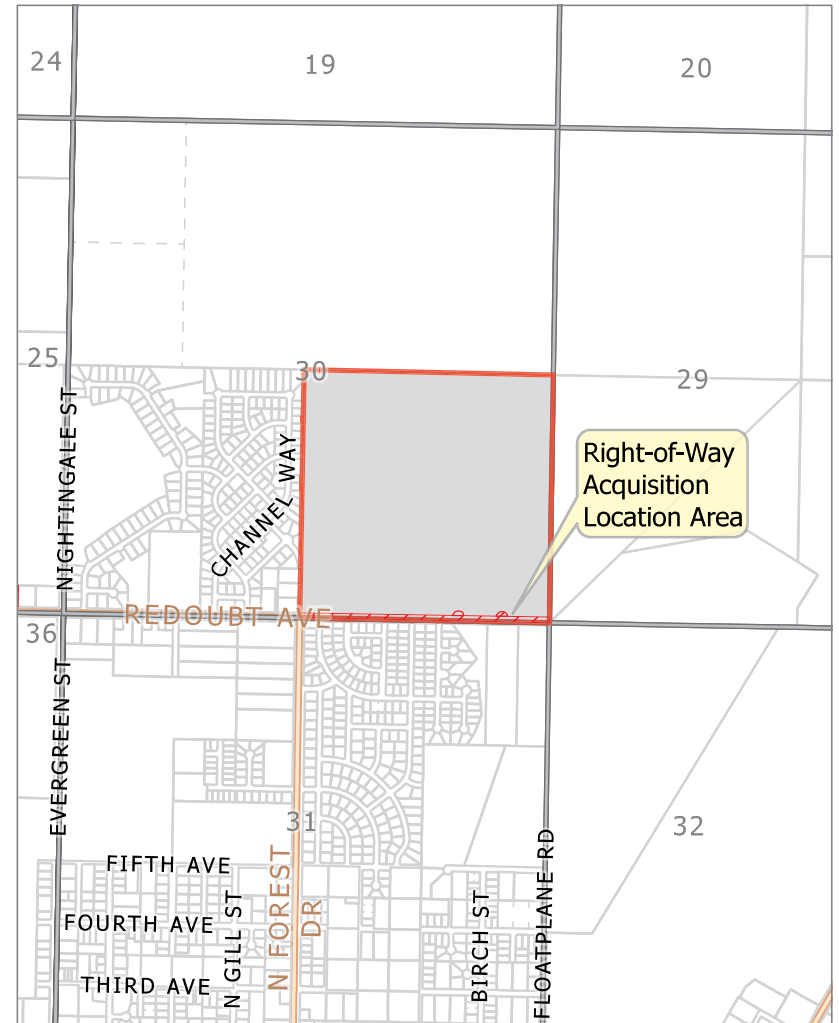 24
19
20
25
30
29
NIGHTINGALE ST
CHANNEL WAY
Right-of-Way
Acquisition
Location Area
REDOUBT AVE
36
EVERGREEN ST
31
32
FIFTH AVE
FOURTH AVE
THIRD AVE
N GILL ST
N FOREST
DR
BIRCH ST
FLOATPLANE RD